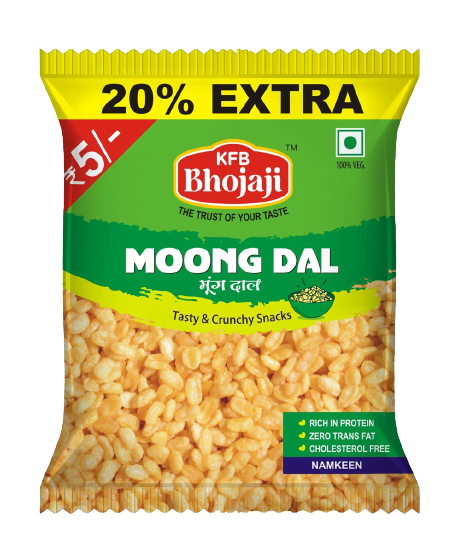 20% EXTRA
₹5/-
KFB
Bhojaji
TM
THE TRUST OF YOUR TASTE
100% VEG.
MOONG DAL
मूंग दाल
Tasty & Crunchy Snacks
RICH IN PROTEIN
ZERO TRANS FAT
CHOLESTEROL FREE
NAMKEEN